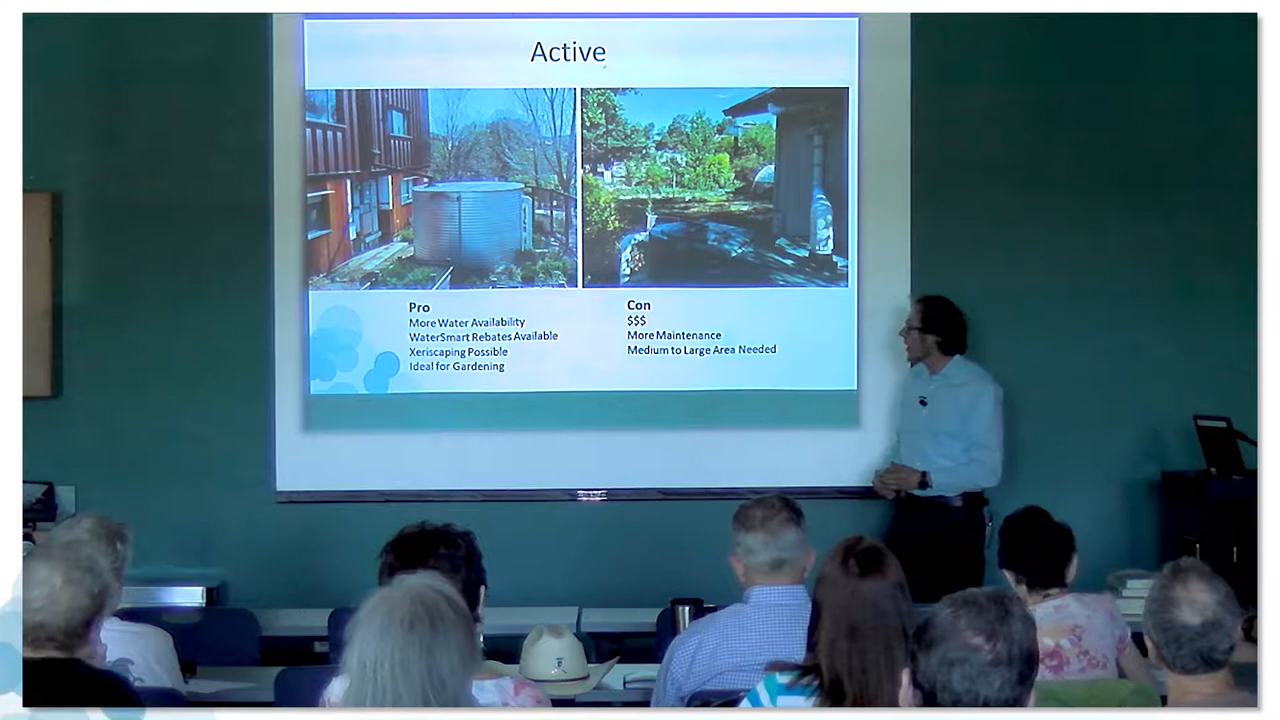 Active
Pro
More Water Availability
WaterSmart Rebates Available
Xeriscaping Possible
Ideal for Gardening
Con
$$$
More Maintenance
Medium to Large Area Needed